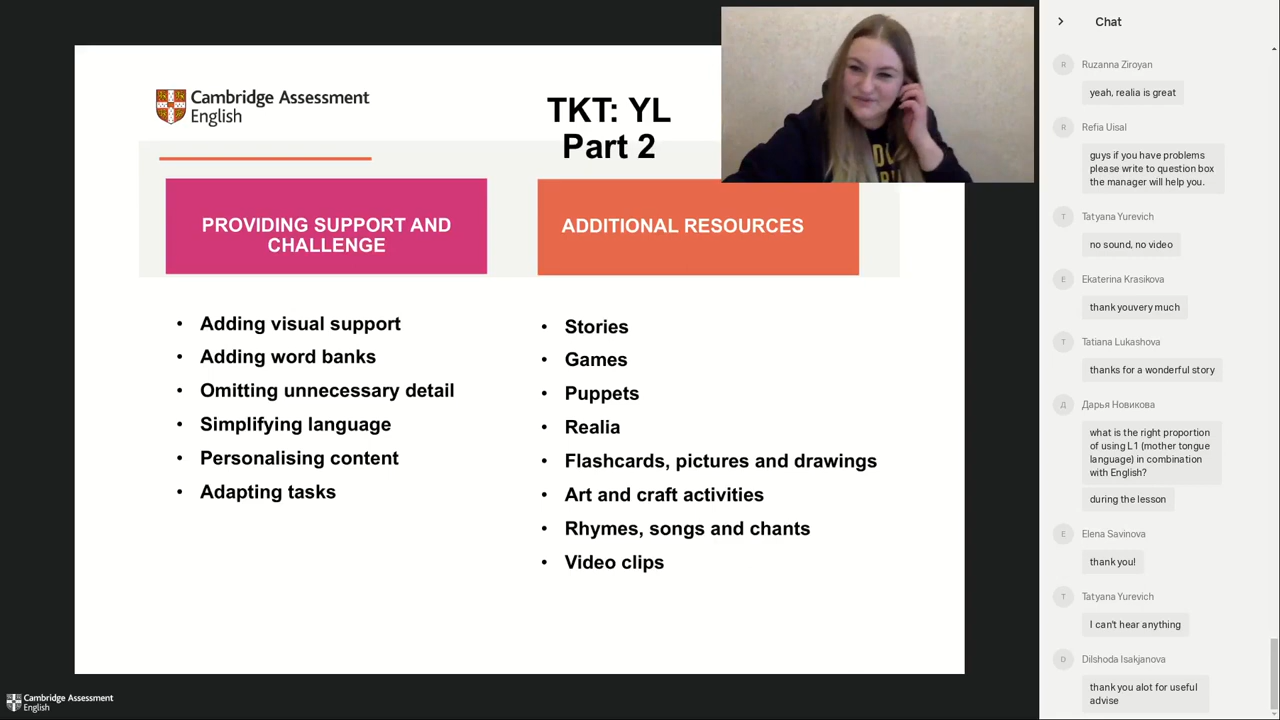 Cambridge Assessment
English
TKT: YL
Part 2
PROVIDING SUPPORT AND
CHALLENGE
• Adding visual support
• Adding word banks
• Omitting unnecessary detail
• Simplifying language
• Personalising content
• Adapting tasks
ADDITIONAL RESOURCES
• Stories
• Games
• Puppets
• Realia
• Flashcards, pictures and drawings
• Art and craft activities
• Rhymes, songs and chants
• Video clips
Cambridge Assessment
English
Chat
R Ruzanna Ziroyan
yeah, realia is great
R Refia Uisal
guys if you have problems
please write to question box
the manager will help you.
T Tatyana Yurevich
no sound, no video
E Ekaterina Krasikova
thank youvery much
T Tatiana Lukashova
thanks for a wonderful story
Д Дарья Новикова
what is the right proportion
of using L1 (mother tongue
language) in combination
with English?
during the lesson
E Elena Savinova
thank you!
T Tatyana Yurevich
I can't hear anything
D Dilshoda Isakjanova
thank you alot for useful
advise